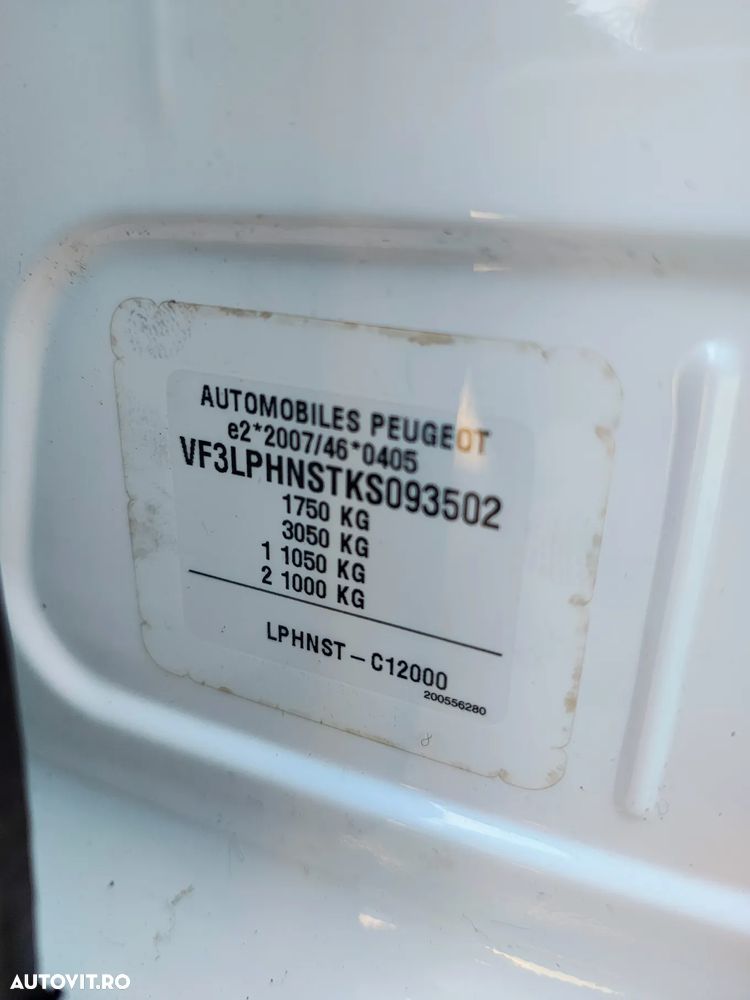 AUTOMOBILES PEUGEOT
e2*2007/46*0405
VF3LPHNSTKS093502
1750 KG
3050 KG
1 1050 KG
2 1000 KG
LPHNST-C12000
200556280
AUTOVIT.RO